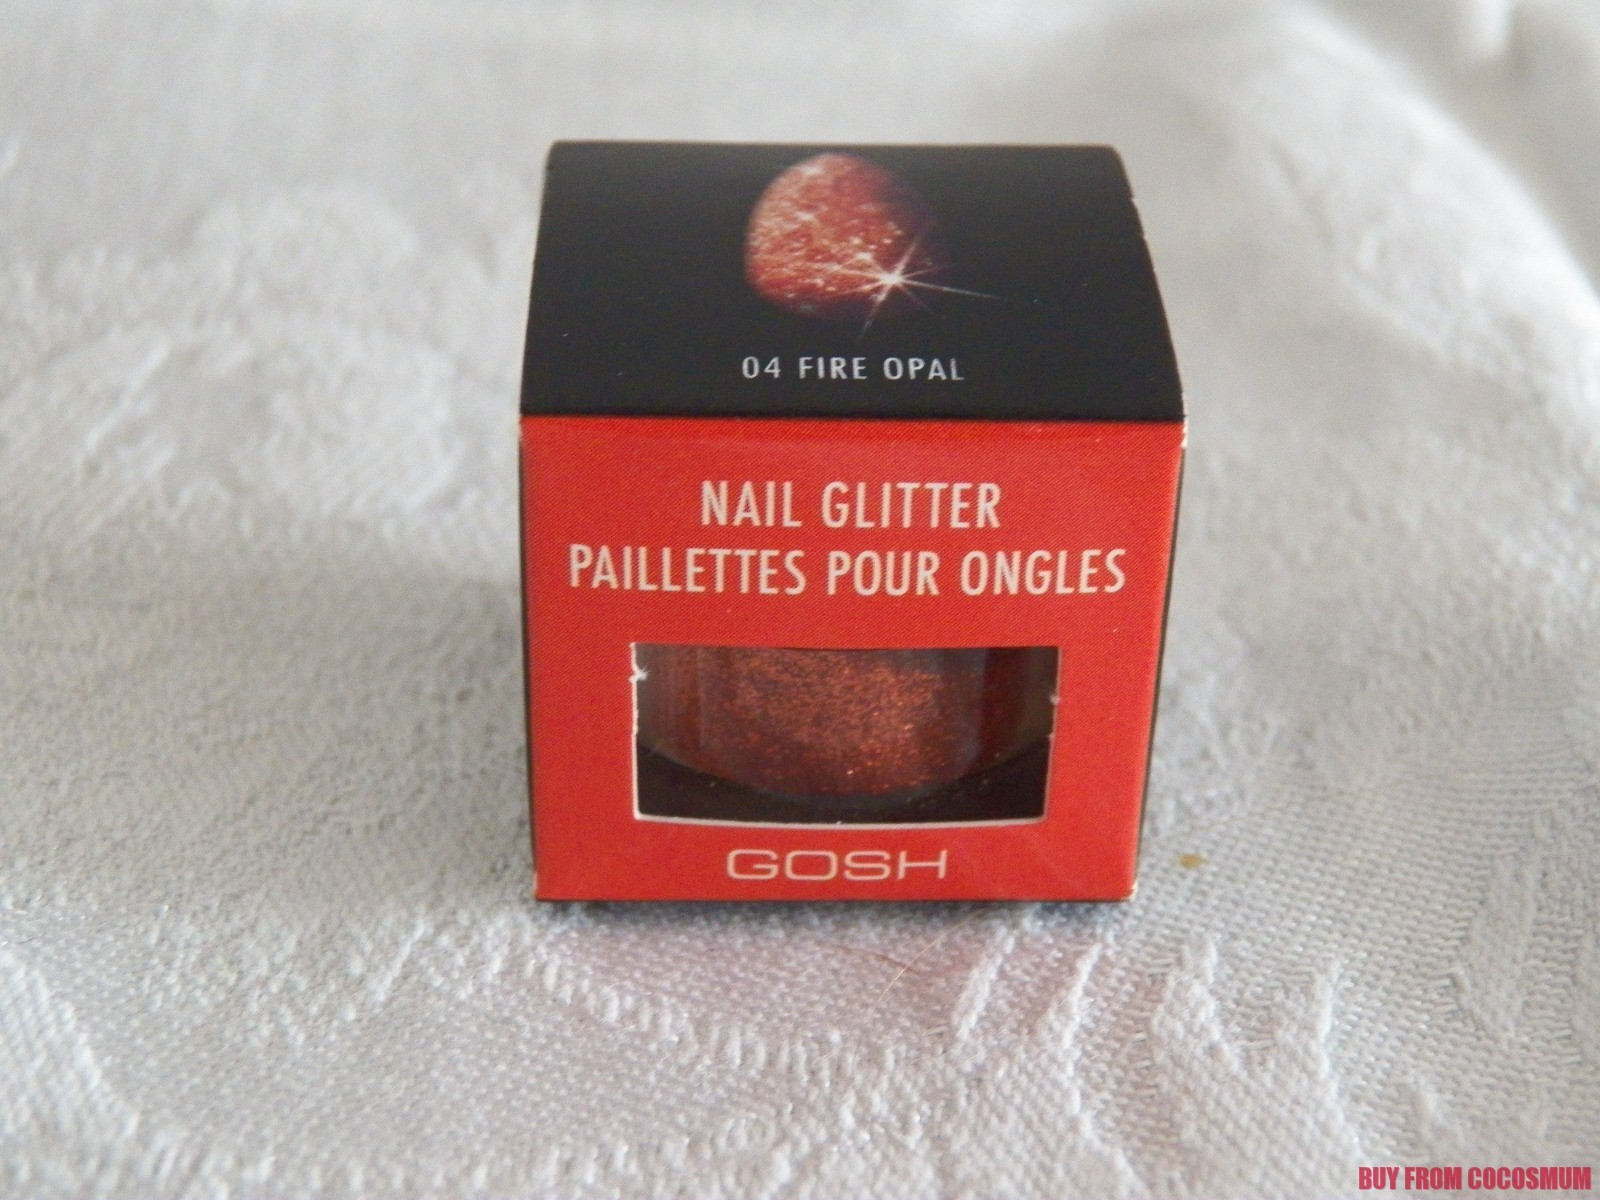 04 FIRE OPAL
NAIL GLITTER
PAILLETTES POUR ONGLES
GOSH
BUY FROM COCOSMUM